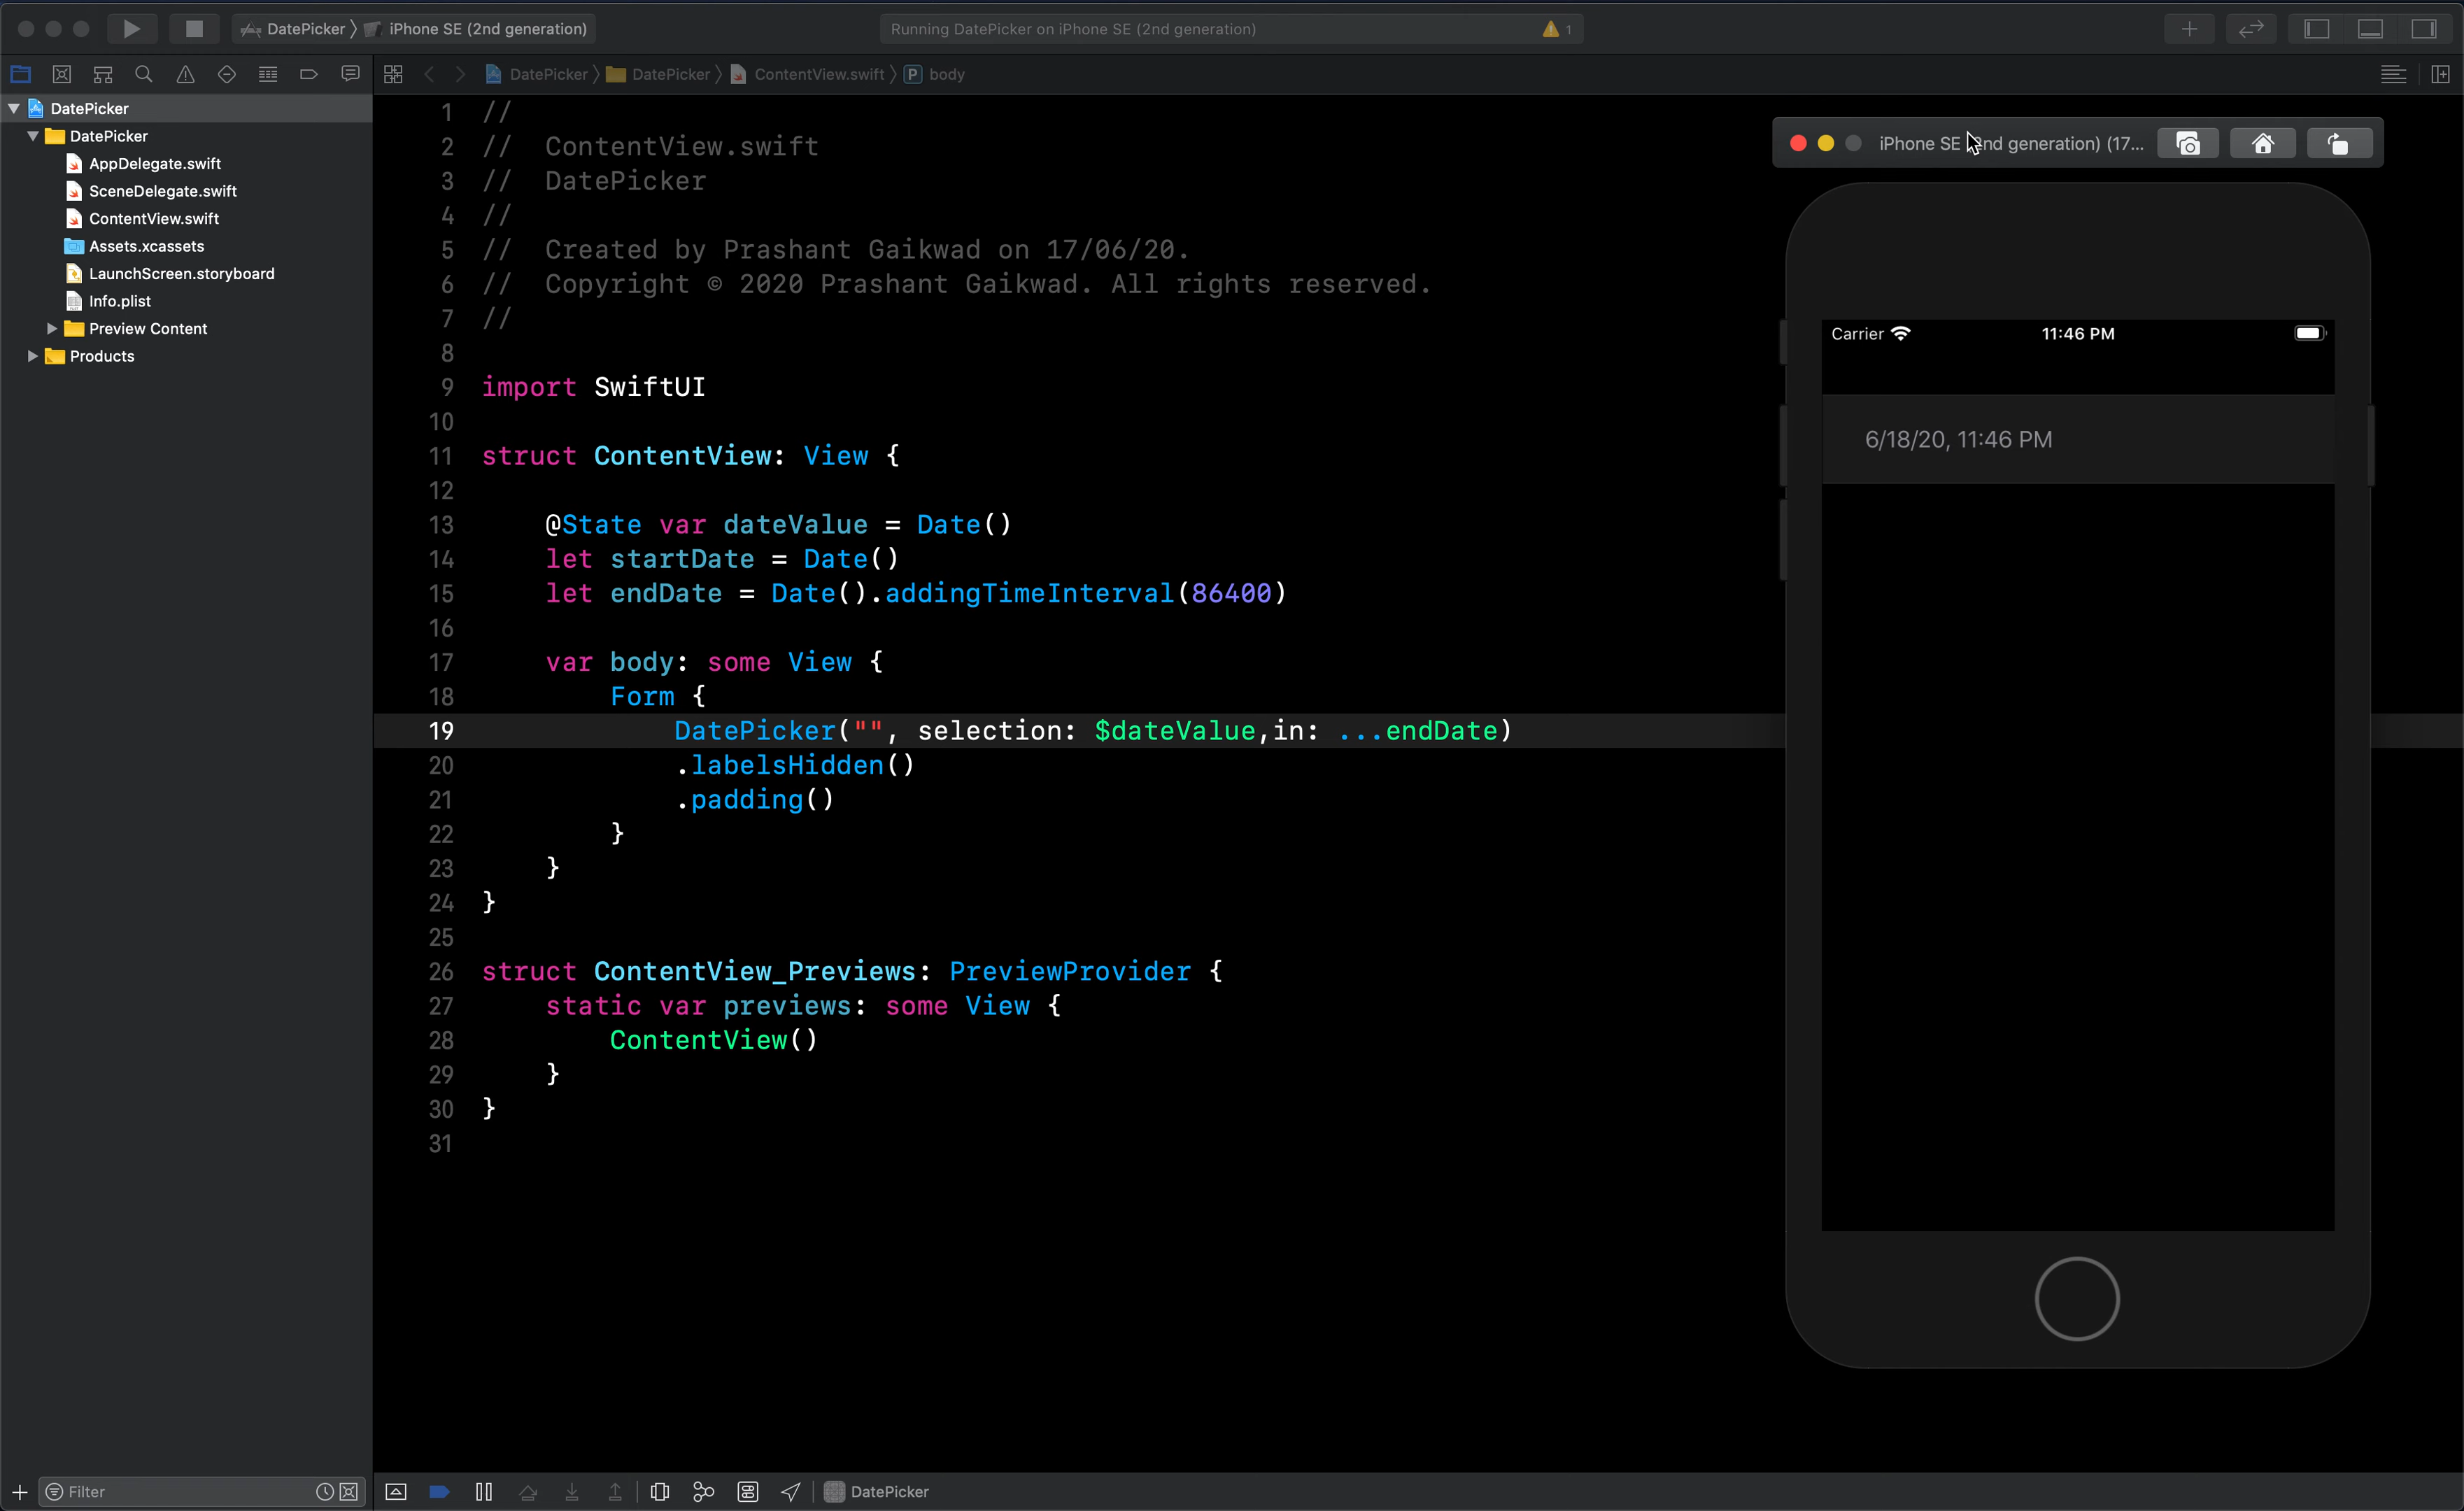 DatePicker iPhone SE (2nd generation)
Running DatePicker on iPhone SE (2nd generation) 1
DatePicker DatePicker ContentView.swift P body
DatePicker
DatePicker
AppDelegate.swift
SceneDelegate.swift
ContentView.swift
Assets.xcassets
LaunchScreen.storyboard
Info.plist
Preview Content
Products
1 //
2 //  ContentView.swift
3 //  DatePicker
4 //
5 //  Created by Prashant Gaikwad on 17/06/20.
6 //  Copyright © 2020 Prashant Gaikwad. All rights reserved.
7 //
8
9 import SwiftUI
10
11 struct ContentView: View {
12
13     @State var dateValue = Date()
14     let startDate = Date()
15     let endDate = Date().addingTimeInterval(86400)
16
17     var body: some View {
18         Form {
19             DatePicker("", selection: $dateValue,in: ...endDate)
20             .labelsHidden()
21             .padding()
22         }
23     }
24 }
25
26 struct ContentView_Previews: PreviewProvider {
27     static var previews: some View {
28         ContentView()
29     }
30 }
31
iPhone SE nd generation) (17...
Carrier 11:46 PM
6/18/20, 11:46 PM
Filter
DatePicker